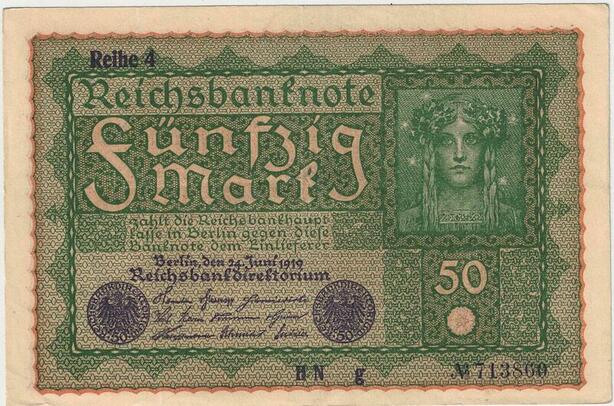 Reihe 4
Reichsbanknote
Fünfzig
Mark
zahlt die Reichsbankhaupt
kasse in Berlin gegen diese
Banknote dem Einlieferer
Berlin, den 24. Juni 1919
Reichsbankdirektorium
50
H N g
№ 713860